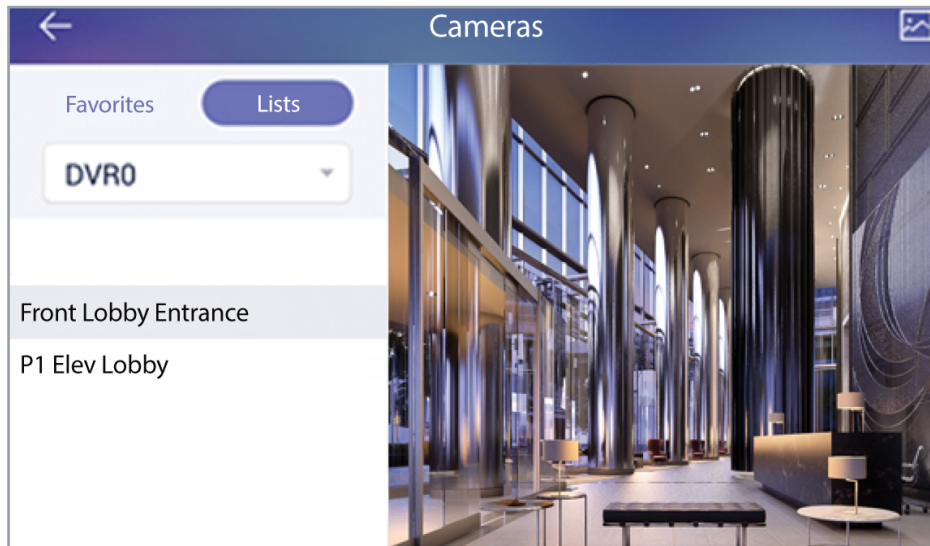 Cameras
Favorites
Lists
DVR0
Front Lobby Entrance
P1 Elev Lobby